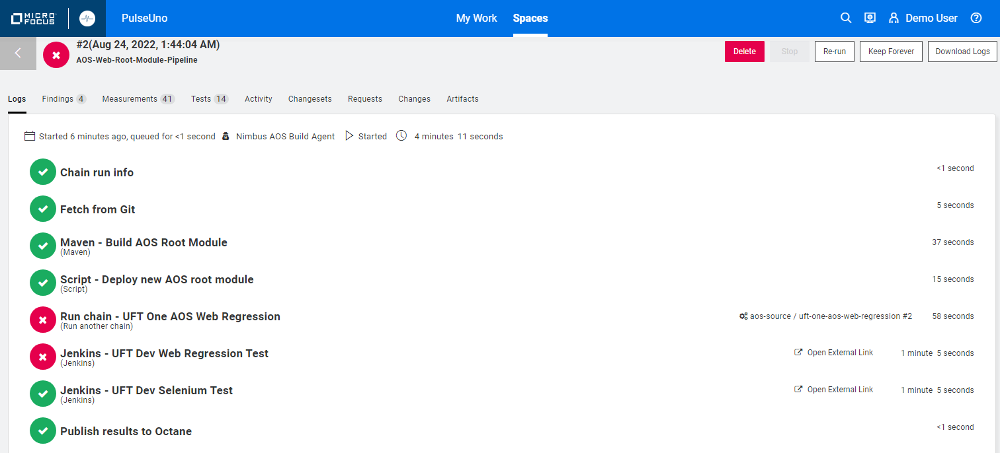 MICRO FOCUS
PulseUno
My Work
Spaces
Demo User
#2(Aug 24, 2022, 1:44:04 AM)
AOS-Web-Root-Module-Pipeline
Delete
Stop
Re-run
Keep Forever
Download Logs
Logs
Findings 4
Measurements 41
Tests 14
Activity
Changesets
Requests
Changes
Artifacts
Started 6 minutes ago, queued for <1 second
Nimbus AOS Build Agent
Started
4 minutes 11 seconds
Chain run info
<1 second
Fetch from Git
5 seconds
Maven - Build AOS Root Module
(Maven)
37 seconds
Script - Deploy new AOS root module
(Script)
15 seconds
Run chain - UFT One AOS Web Regression
(Run another chain)
aos-source / uft-one-aos-web-regression #2
58 seconds
Jenkins - UFT Dev Web Regression Test
(Jenkins)
Open External Link
1 minute 5 seconds
Jenkins - UFT Dev Selenium Test
(Jenkins)
Open External Link
1 minute 5 seconds
Publish results to Octane
<1 second